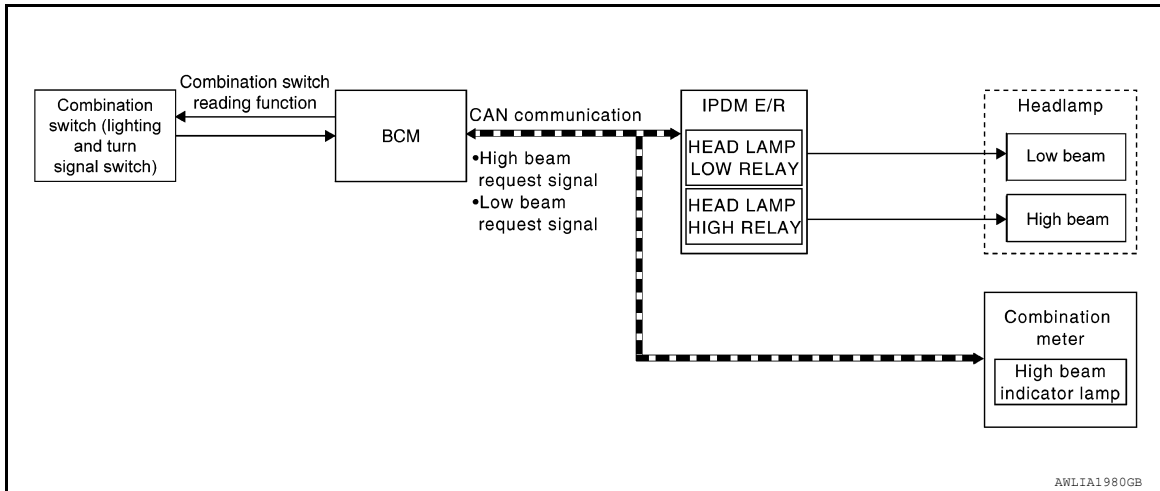 Combination switch
reading function
Combination
switch (lighting
and turn
signal switch)
BCM
CAN communication
•High beam
request signal
•Low beam
request signal
IPDM E/R
HEAD LAMP
LOW RELAY
HEAD LAMP
HIGH RELAY
Headlamp
Low beam
High beam
Combination
meter
High beam
indicator lamp
AWLIA1980GB